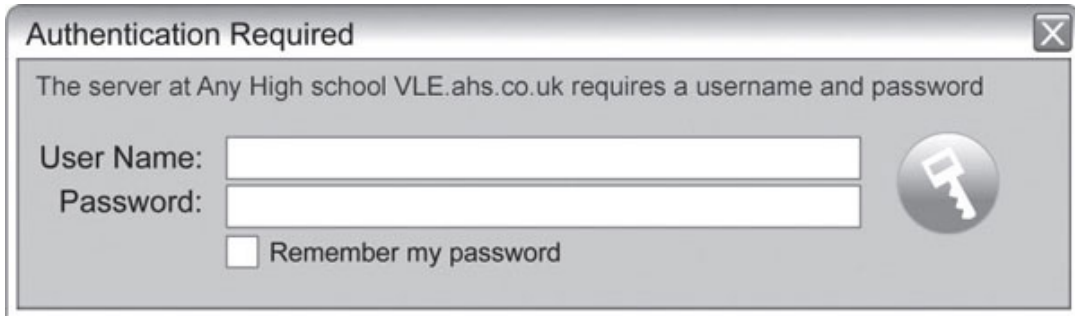 Authentication Required
The server at Any High school VLE.ahs.co.uk requires a username and password
User Name:
Password:
Remember my password